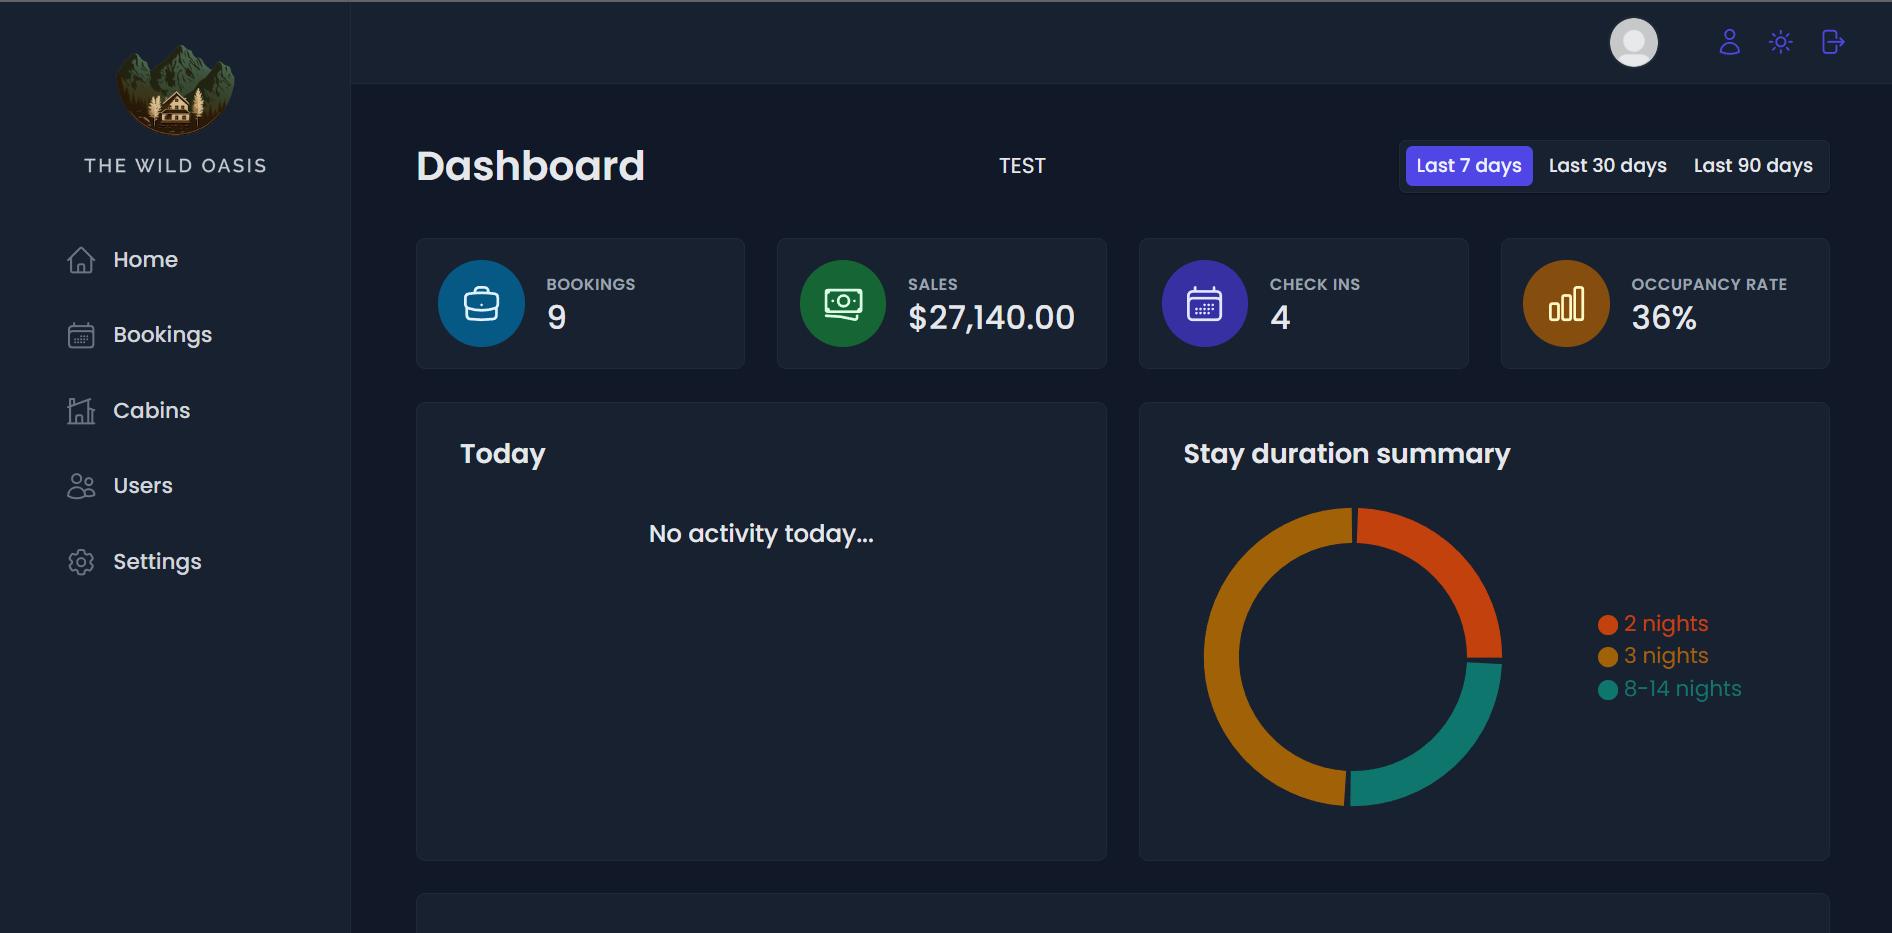 THE WILD OASIS
Home
Bookings
Cabins
Users
Settings
Dashboard
TEST
Last 7 days
Last 30 days
Last 90 days
BOOKINGS
9
SALES
$27,140.00
CHECK INS
4
OCCUPANCY RATE
36%
Today
No activity today...
Stay duration summary
2 nights
3 nights
8-14 nights